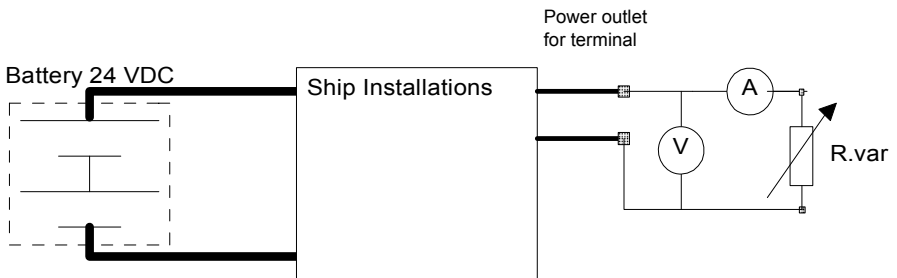 Power outlet
for terminal
Battery 24 VDC
Ship Installations
A
V
R.var